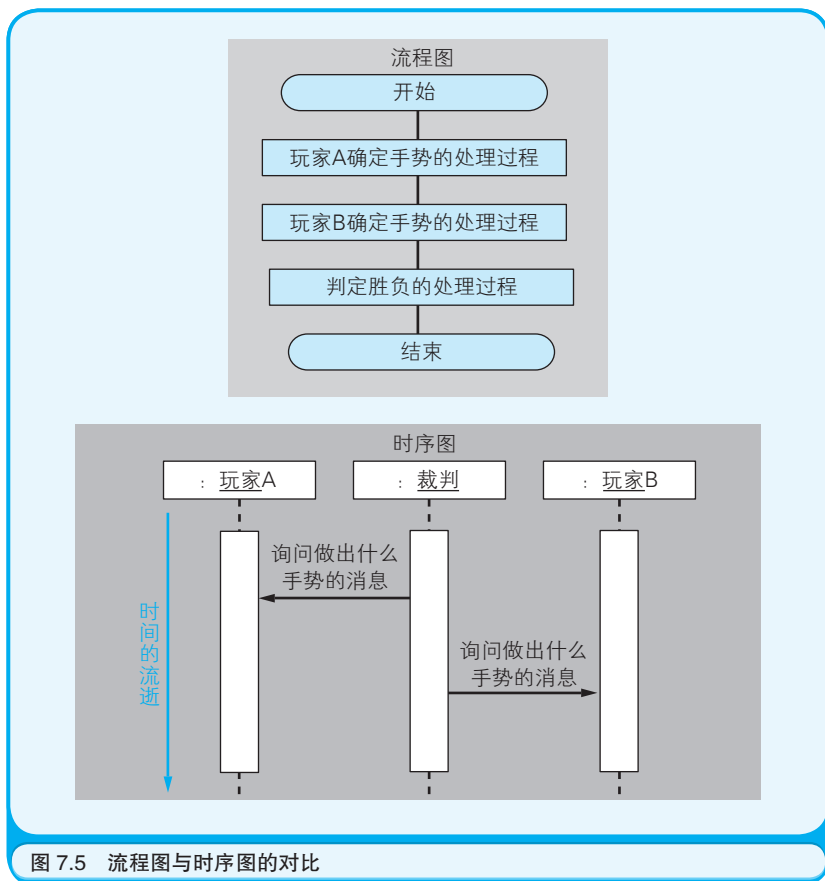 流程图
开始
玩家A确定手势的处理过程
玩家B确定手势的处理过程
判定胜负的处理过程
结束
时序图
：玩家A
：裁判
：玩家B
询问做出什么
手势的消息
时间的流逝
询问做出什么
手势的消息
图 7.5 流程图与时序图的对比